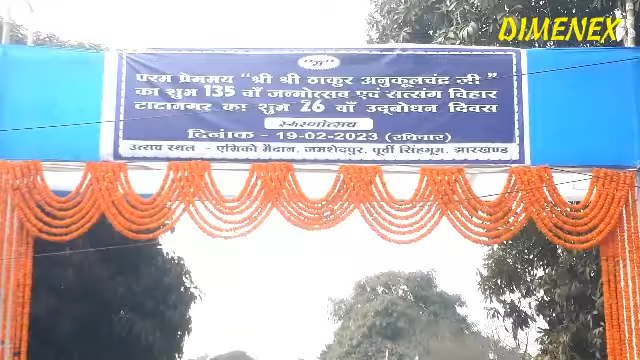 DIMENEX
"रा"
परम प्रेममय "श्री श्री ठाकुर अनुकूलचंद्र जी"
का शुभ 135 वाँ जन्मोत्सव एवं सत्संग विहार
टाटानगर का शुभ 26 वाँ उद्बोधन दिवस
स्मरणोत्सव
दिनांक - 19-02-2023 (रविवार)
उत्सव स्थल - एग्रिको मैदान, जमशेदपुर, पूर्वी सिंहभूम, झारखण्ड